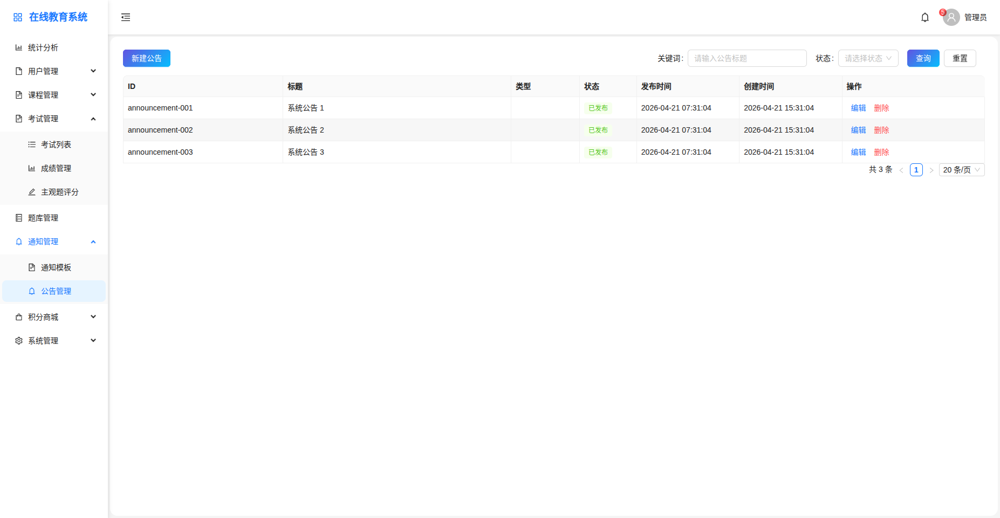 在线教育系统
5
管理员
统计分析
用户管理
课程管理
考试管理
考试列表
成绩管理
主观题评分
题库管理
通知管理
通知模板
公告管理
积分商城
系统管理
新建公告
关键词: 请输入公告标题 状态: 请选择状态 查询 重置
ID 标题 类型 状态 发布时间 创建时间 操作
announcement-001 系统公告 1 已发布 2026-04-21 07:31:04 2026-04-21 15:31:04 编辑 删除
announcement-002 系统公告 2 已发布 2026-04-21 07:31:04 2026-04-21 15:31:04 编辑 删除
announcement-003 系统公告 3 已发布 2026-04-21 07:31:04 2026-04-21 15:31:04 编辑 删除
共 3 条 1 20 条/页